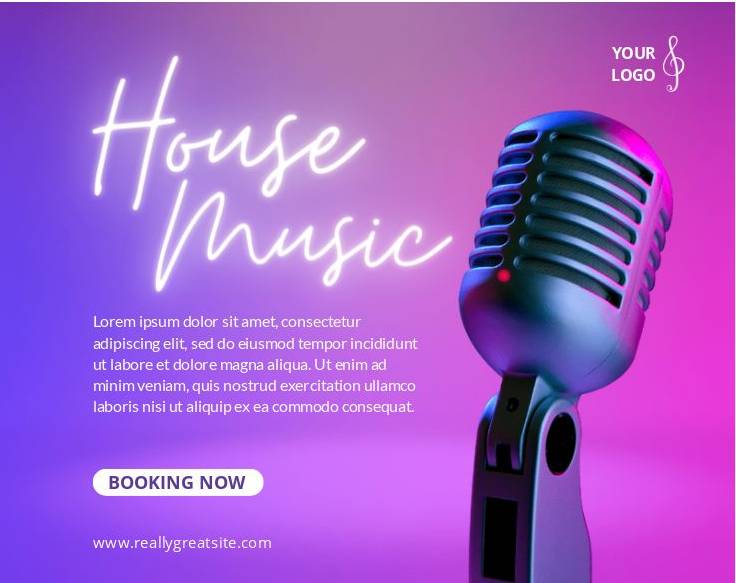 YOUR
LOGO
House
Music
Lorem ipsum dolor sit amet, consectetur
adipiscing elit, sed do eiusmod tempor incididunt
ut labore et dolore magna aliqua. Ut enim ad
minim veniam, quis nostrud exercitation ullamco
laboris nisi ut aliquip ex ea commodo consequat.
BOOKING NOW
www.reallygreatsite.com